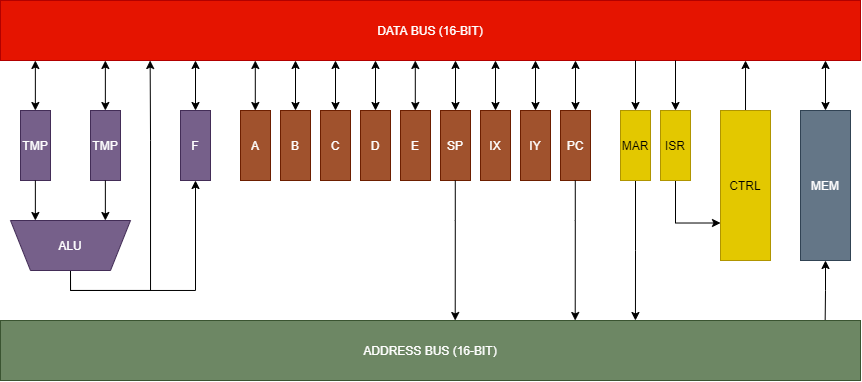 DATA BUS (16-BIT)
TMP
TMP
F
A
B
C
D
E
SP
IX
IY
PC
MAR
ISR
CTRL
MEM
ALU
ADDRESS BUS (16-BIT)